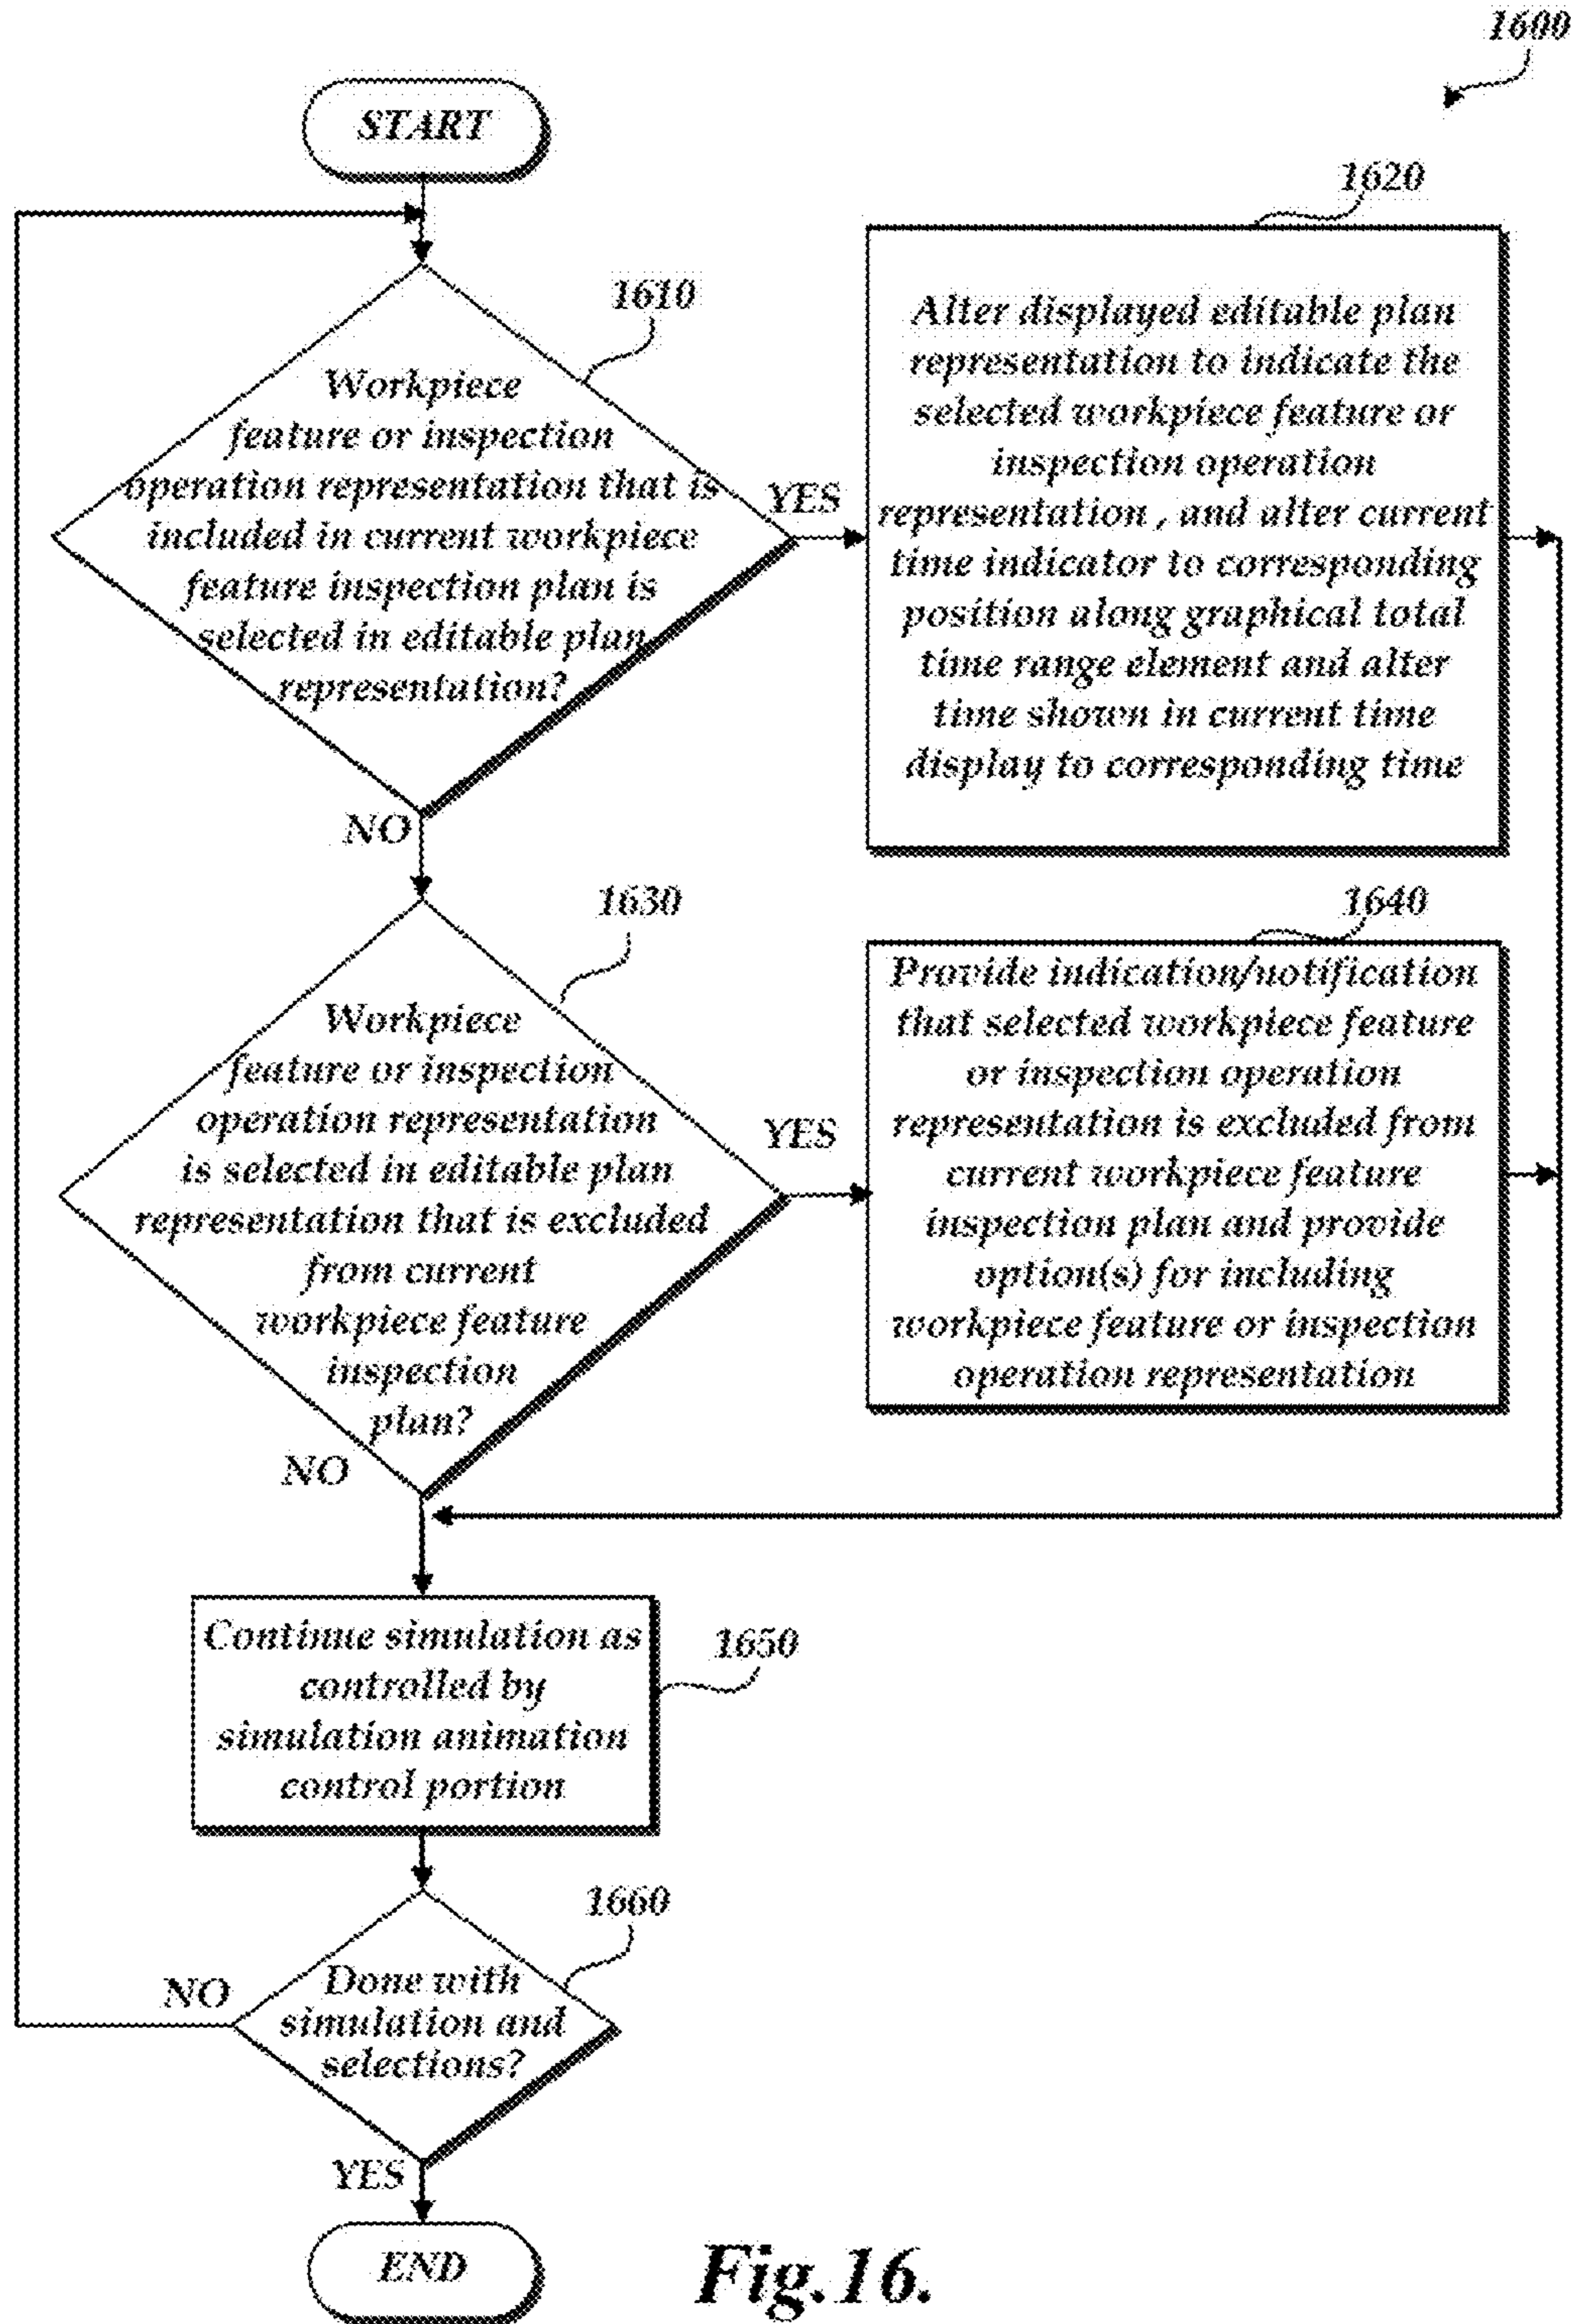 1600
START
1620
1610
Workpiece
feature or inspection
operation representation that is
included in current workpiece
feature inspection plan is
selected in editable plan
representation?
YES
NO
Alter displayed editable plan
representation to indicate the
selected workpiece feature or
inspection operation
representation , and alter current
time indicator to corresponding
position along graphical total
time range element and alter
time shown in current time
display to corresponding time
1630
1640
Workpiece
feature or inspection
operation representation
is selected in editable plan
representation that is excluded
from current
workpiece feature
inspection
plan?
YES
NO
Provide indication/notification
that selected workpiece feature
or inspection operation
representation is excluded from
current workpiece feature
inspection plan and provide
option(s) for including
workpiece feature or inspection
operation representation
Continue simulation as
controlled by
simulation animation
control portion
1650
1660
Done with
simulation and
selections?
NO
YES
END
Fig.16.